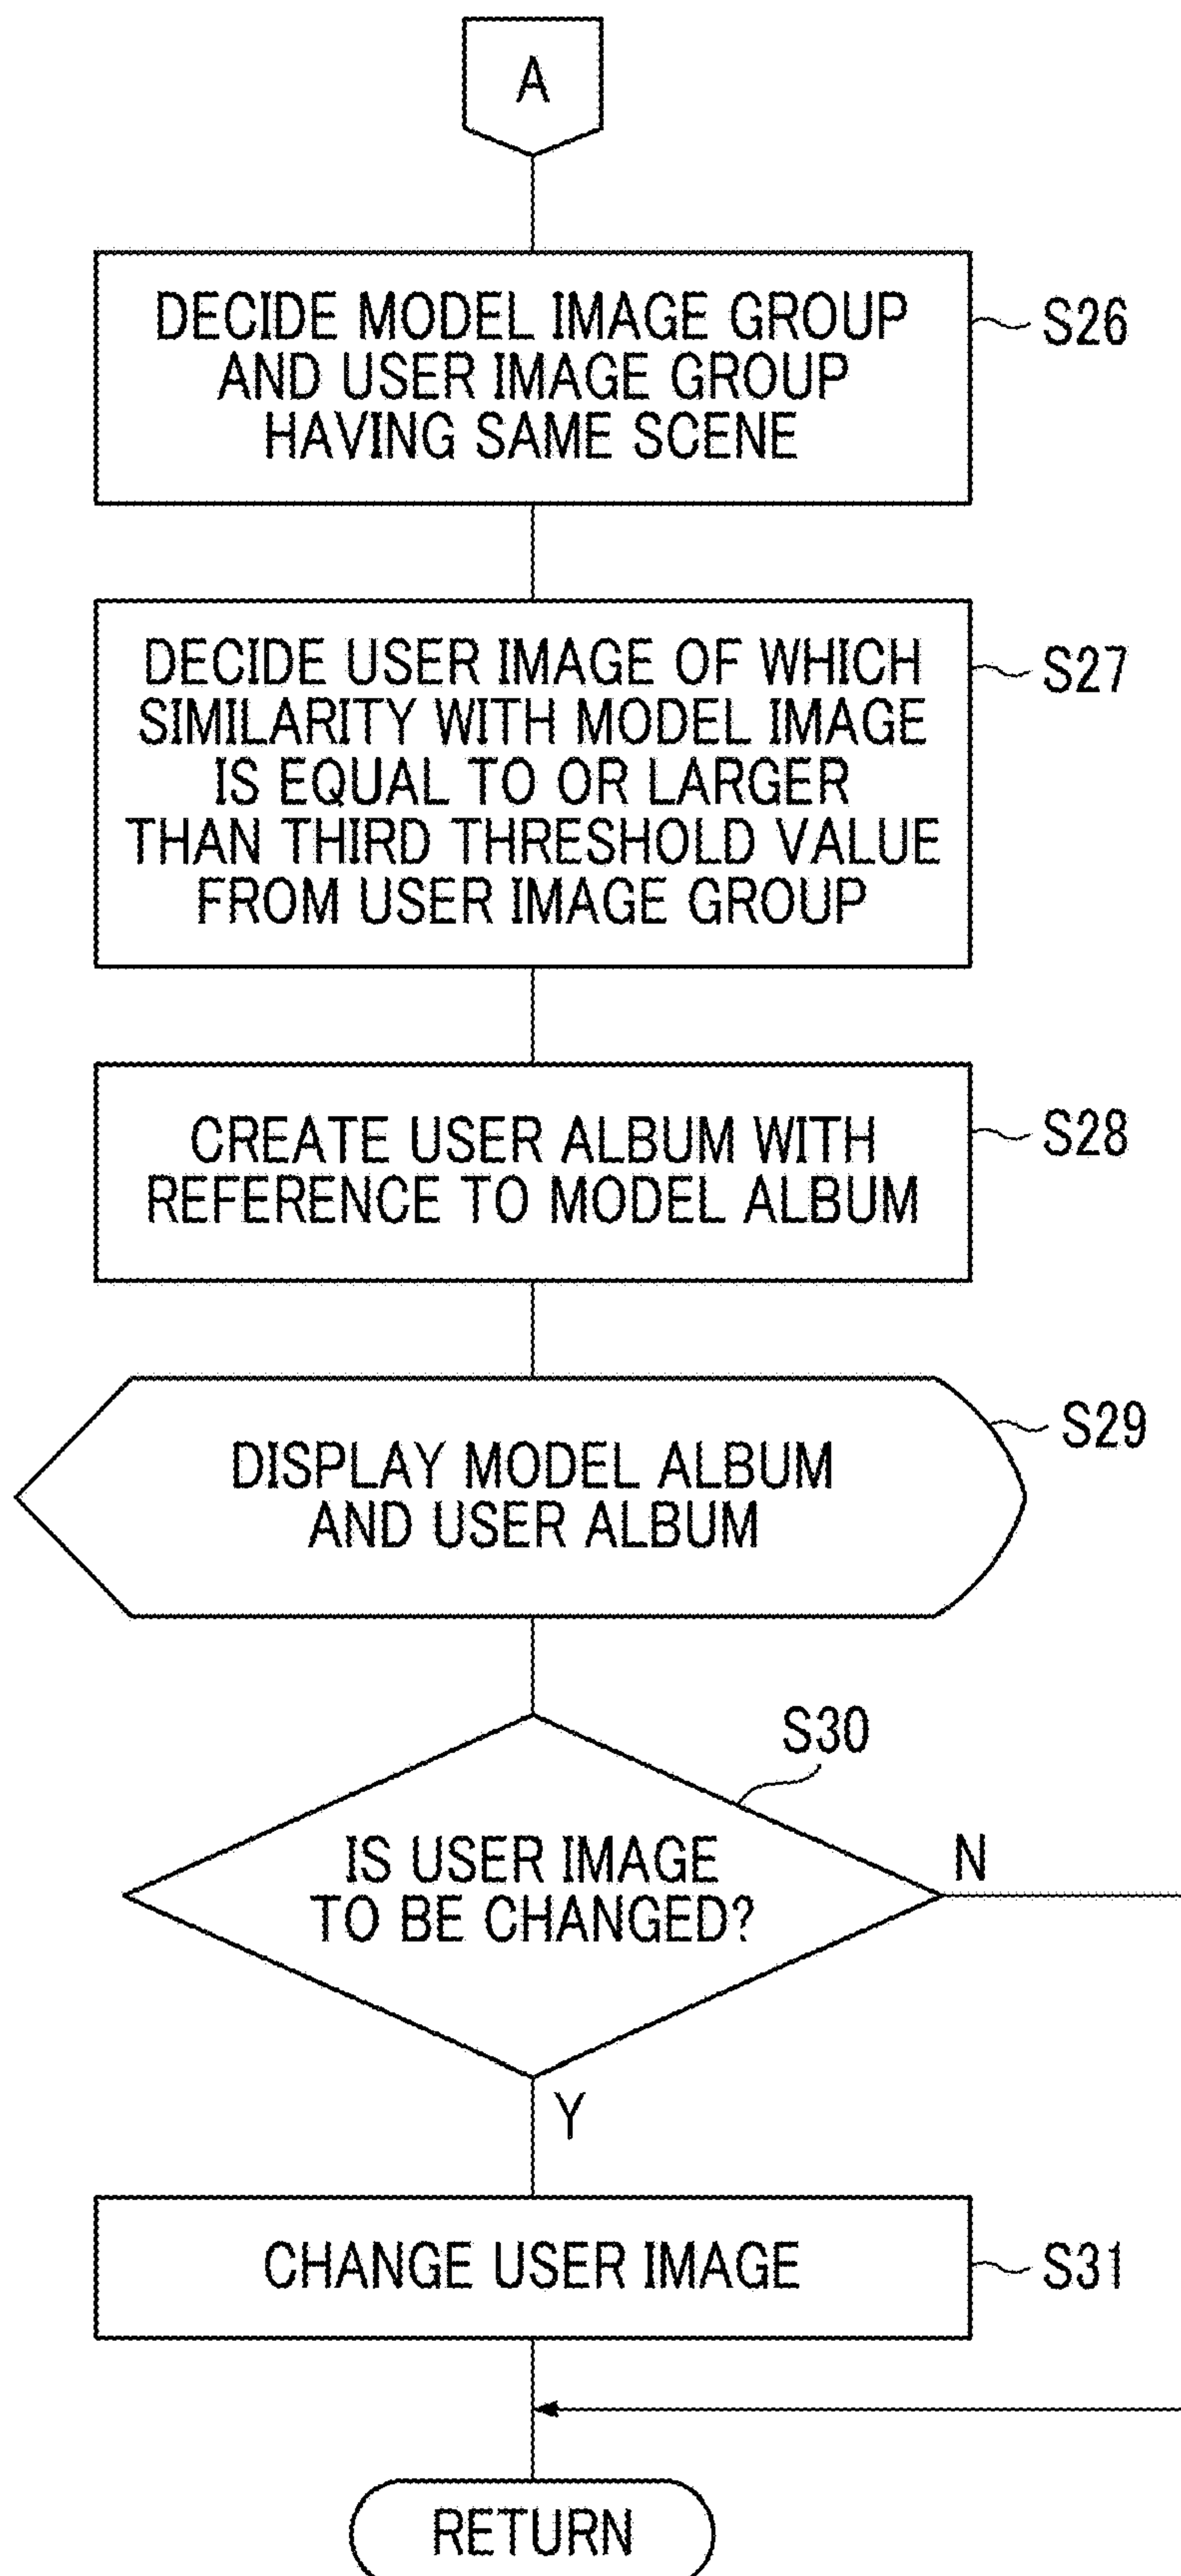 A
DECIDE MODEL IMAGE GROUP
AND USER IMAGE GROUP
HAVING SAME SCENE
S26
DECIDE USER IMAGE OF WHICH
SIMILARITY WITH MODEL IMAGE
IS EQUAL TO OR LARGER
THAN THIRD THRESHOLD VALUE
FROM USER IMAGE GROUP
S27
CREATE USER ALBUM WITH
REFERENCE TO MODEL ALBUM
S28
DISPLAY MODEL ALBUM
AND USER ALBUM
S29
S30
IS USER IMAGE
TO BE CHANGED?
N
Y
CHANGE USER IMAGE
S31
RETURN